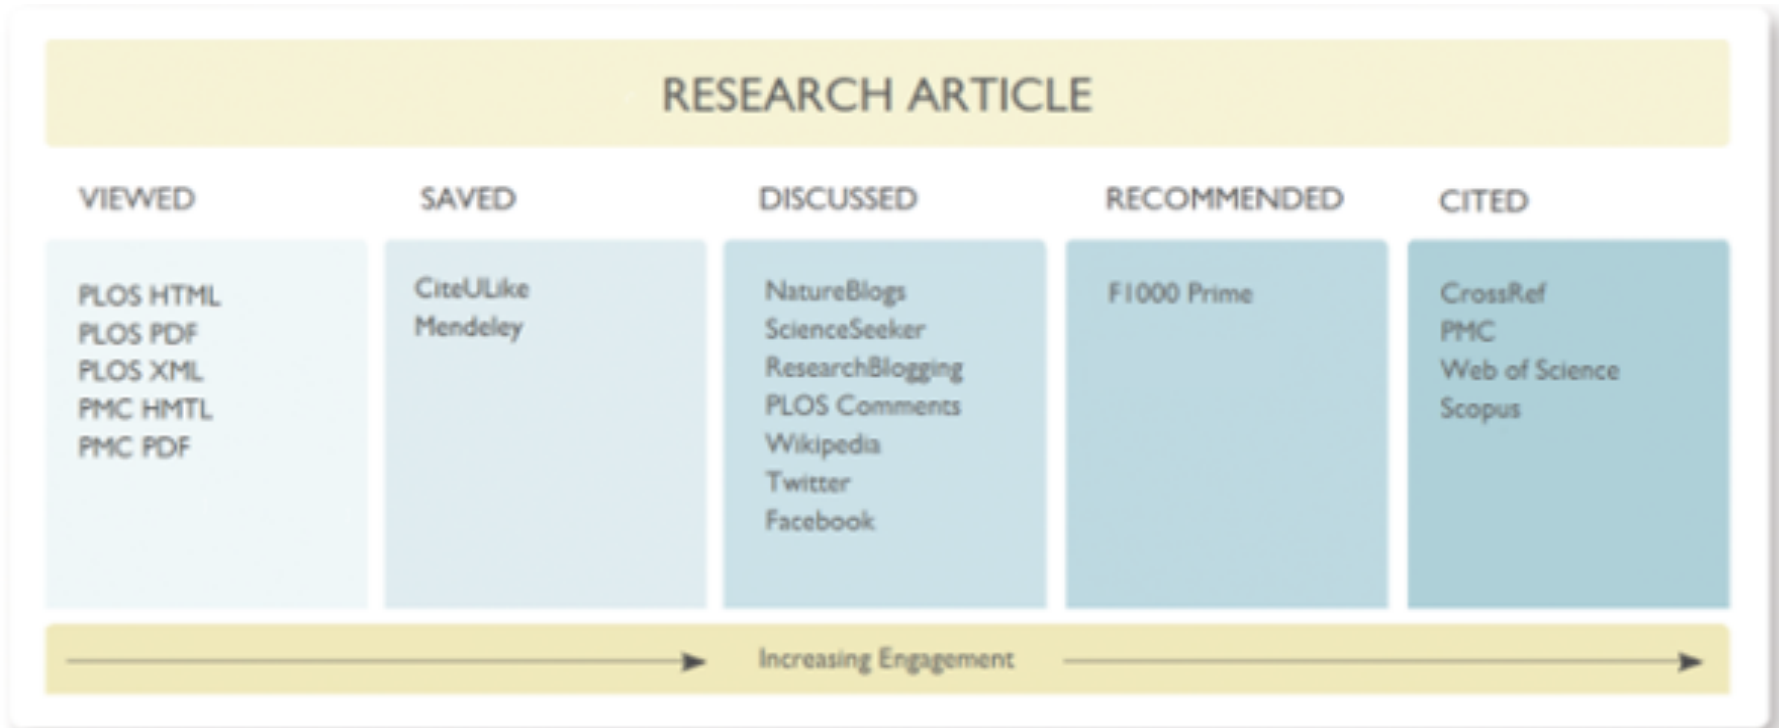 RESEARCH ARTICLE
VIEWED
PLOS HTML
PLOS PDF
PLOS XML
PMC HMTL
PMC PDF
SAVED
CiteULike
Mendeley
DISCUSSED
NatureBlogs
ScienceSeeker
ResearchBlogging
PLOS Comments
Wikipedia
Twitter
Facebook
RECOMMENDED
F1000 Prime
CITED
CrossRef
PMC
Web of Science
Scopus
Increasing Engagement